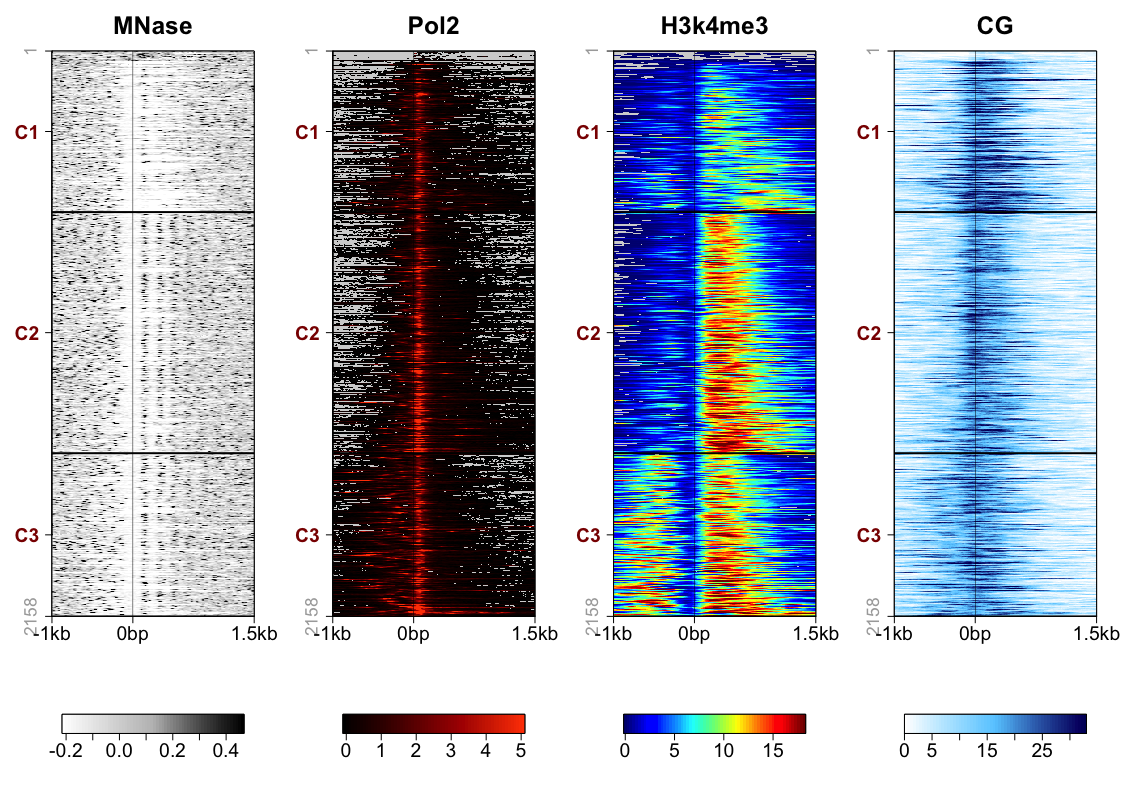 MNase Pol2 H3k4me3 CG
1 1 1 1
C1 C1 C1 C1
C2 C2 C2 C2
C3 C3 C3 C3
2158 2158 2158 2158
-1kb 0bp 1.5kb -1kb 0bp 1.5kb -1kb 0bp 1.5kb -1kb 0bp 1.5kb
-0.2 0.0 0.2 0.4 0 1 2 3 4 5 0 5 10 15 0 5 15 25